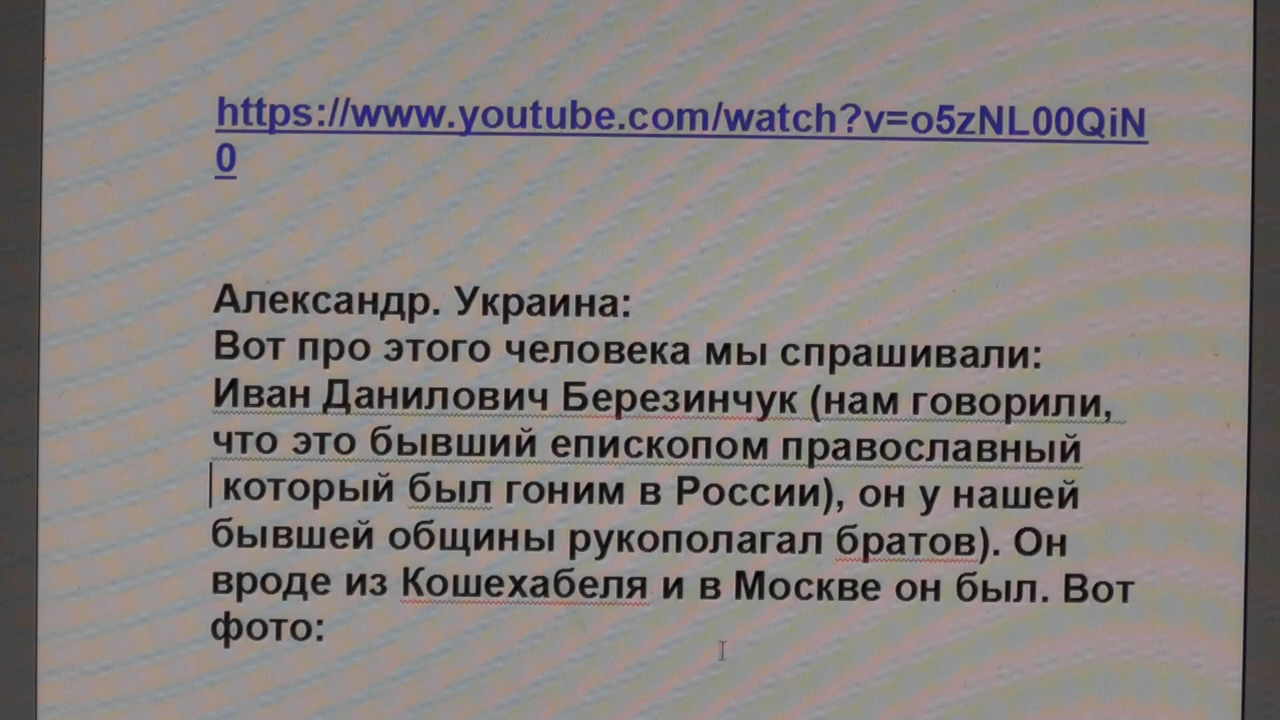 https://www.youtube.com/watch?v=o5zNL00QiN
0
Александр. Украина:
Вот про этого человека мы спрашивали:
Иван Данилович Березинчук (нам говорили,
что это бывший епископом православный
который был гоним в России), он у нашей
бывшей общины рукополагал братов). Он
вроде из Кошехабеля и в Москве он был. Вот
фото: